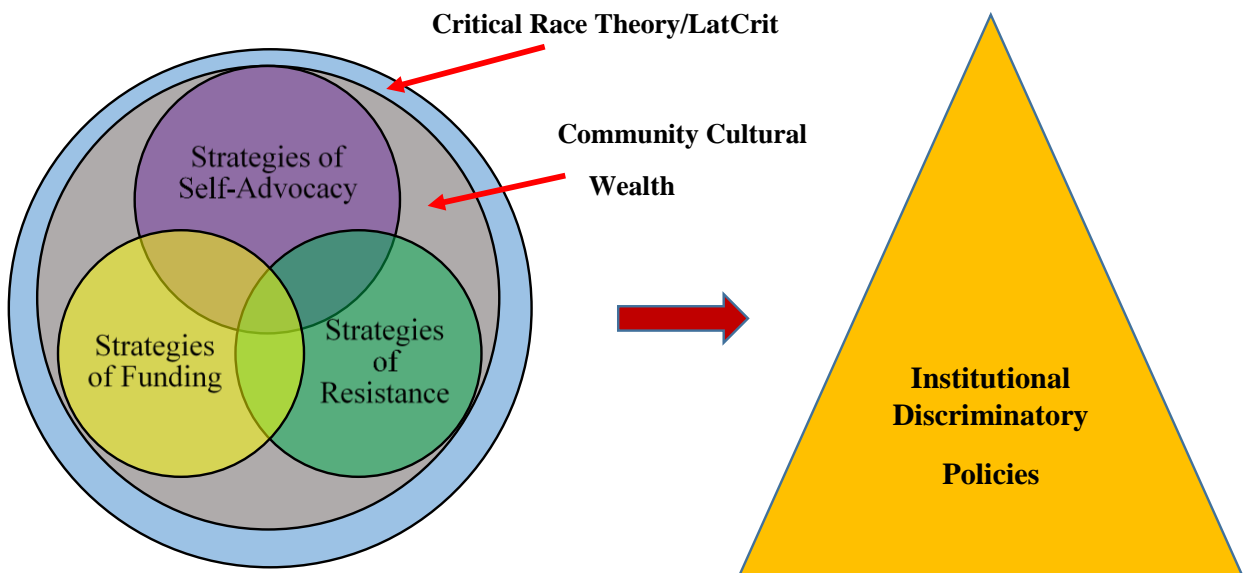 Critical Race Theory/LatCrit
Community Cultural
Wealth
Strategies of
Self-Advocacy
Strategies
of Funding
Strategies
of
Resistance
Institutional
Discriminatory
Policies